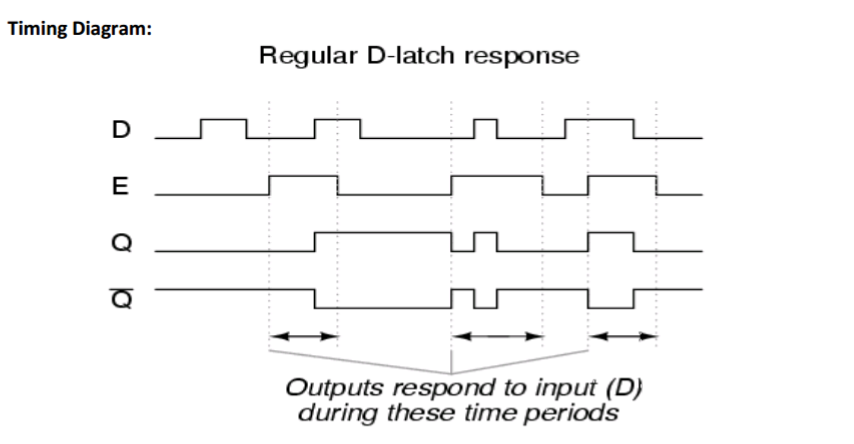 Timing Diagram:
Regular D-latch response
D
E
Q
Q̅
Outputs respond to input (D)
during these time periods